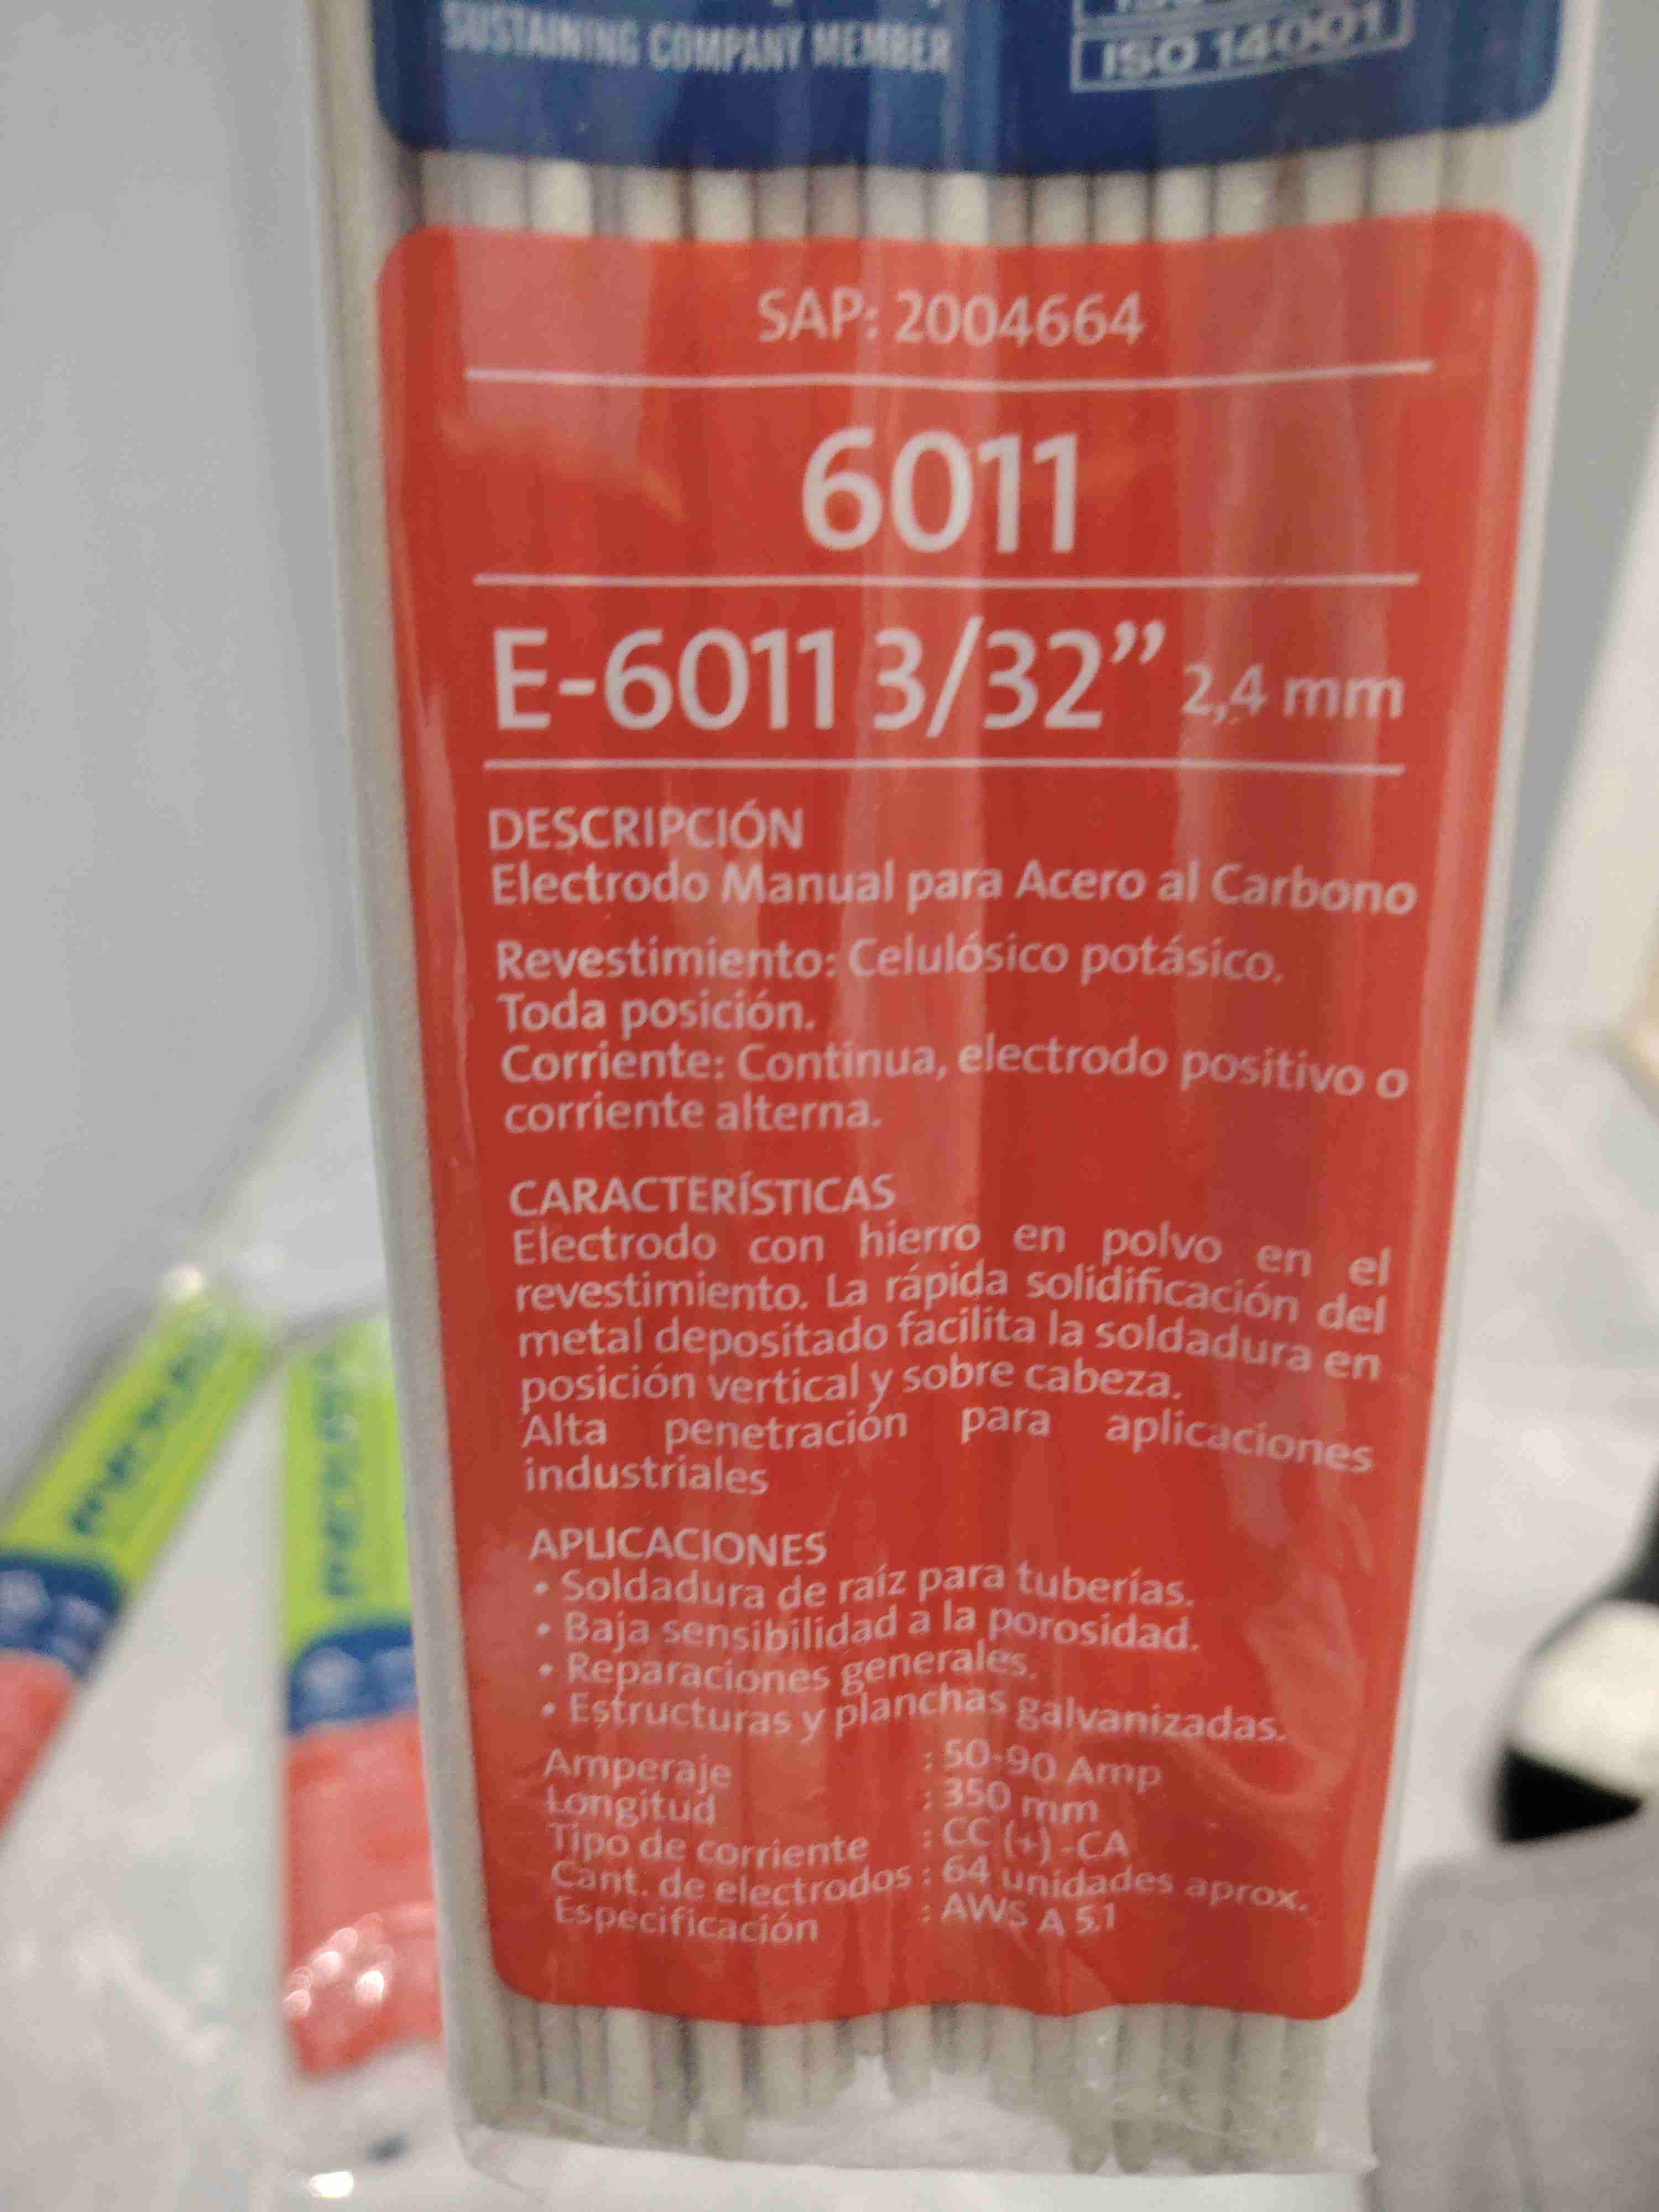 SUSTAINING COMPANY MEMBER
ISO 14001
SAP: 2004664
6011
E-6011 3/32” 2,4 mm
DESCRIPCIÓN
Electrodo Manual para Acero al Carbono
Revestimiento: Celulósico potásico.
Toda posición.
Corriente: Continua, electrodo positivo o
corriente alterna.
CARACTERÍSTICAS
Electrodo con hierro en polvo en el
revestimiento. La rápida solidificación del
metal depositado facilita la soldadura en
posición vertical y sobre cabeza.
Alta penetración para aplicaciones
industriales
APLICACIONES
• Soldadura de raíz para tuberías.
• Baja sensibilidad a la porosidad.
• Reparaciones generales.
• Estructuras y planchas galvanizadas.
Amperaje : 50-90 Amp
Longitud : 350 mm
Tipo de corriente : CC (+) -CA
Cant. de electrodos : 64 unidades aprox.
Especificación : AWS A 5.1